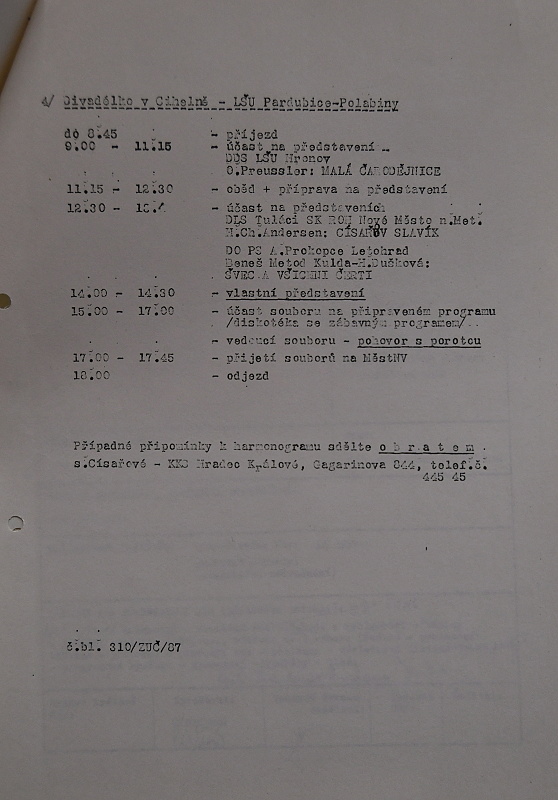 4/ Divadélko v Cihelně - LŠU Pardubice-Polabiny
do 8.45 - příjezd
9.00 - 11.15 - účast na představení -
DDS LŠU Hronov
O.Preussler: MALÁ ČARODĚJNICE
11.15 - 12.30 - oběd + příprava na představení
12.30 - - účast na představeních
DLS Tuláci SK ROH Nové Město n.Met.
H.Ch.Andersen: CÍSAŘŮV SLAVÍK
DO PS A.Prokopce Letohrad
Beneš Metod Kulda-H.Dušková:
ŠVEC A VŠICHNI ČERTI
14.00 - 14.30 - vlastní představení
15.00 - 17.00 - účast souboru na připraveném programu
/diskotéka se zábavným programem/
- vedoucí souboru - pohovor s porotou
17.00 - 17.45 - přijetí souborů na MěstNV
18.00 - odjezd
Případné připomínky k harmonogramu sdělte o b r a t e m
s.Císařové - KKS Hradec Králové, Gagarinova 844, telef.č.
445 45
č.bl. 310/ZUČ/87